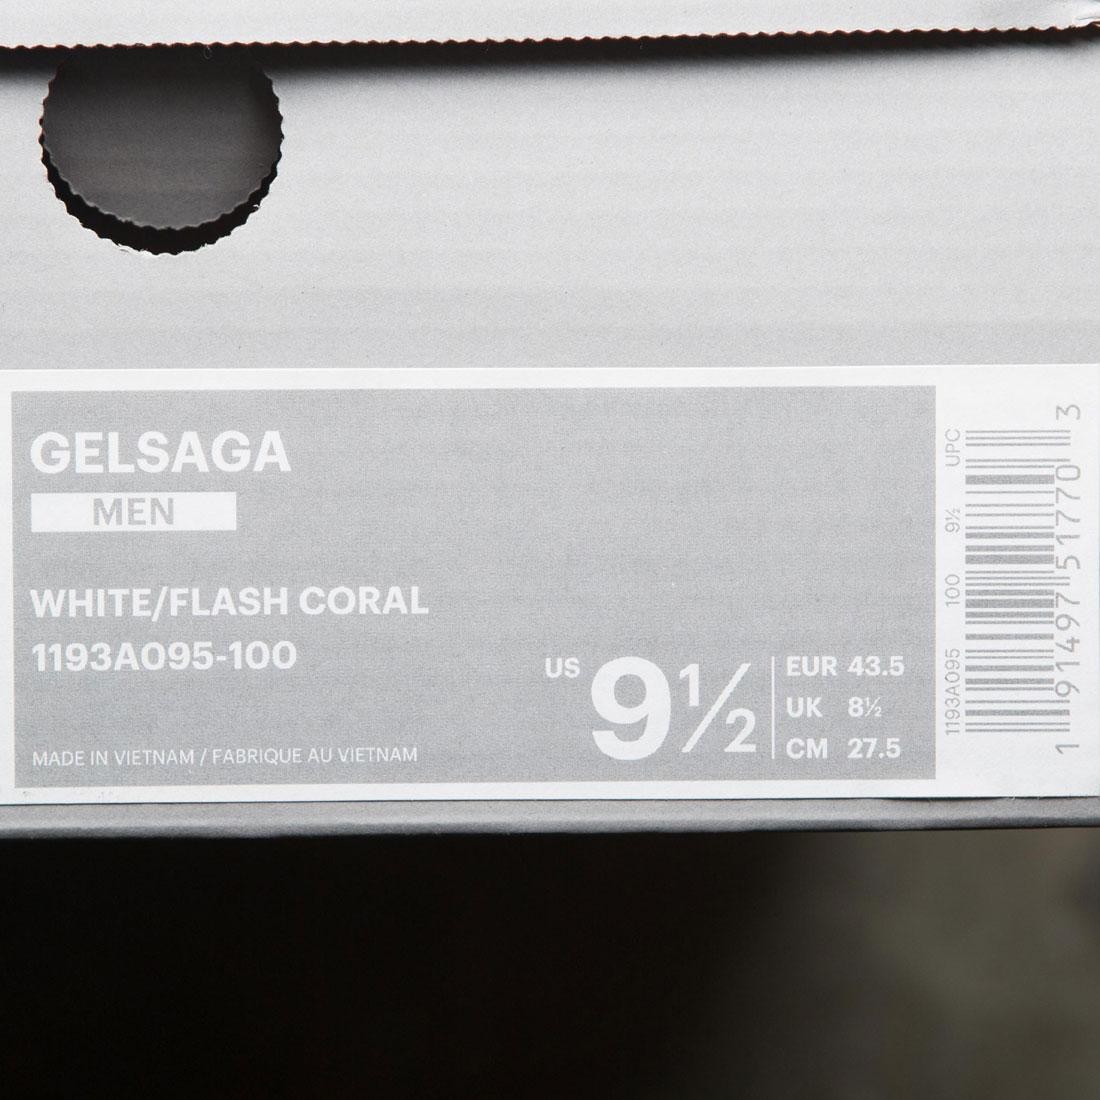 GELSAGA
MEN
WHITE/FLASH CORAL
1193A095-100
MADE IN VIETNAM / FABRIQUE AU VIETNAM
US 9½
EUR 43.5
UK 8½
CM 27.5
1193A095 100 9½ UPC
1 91497 51770 3